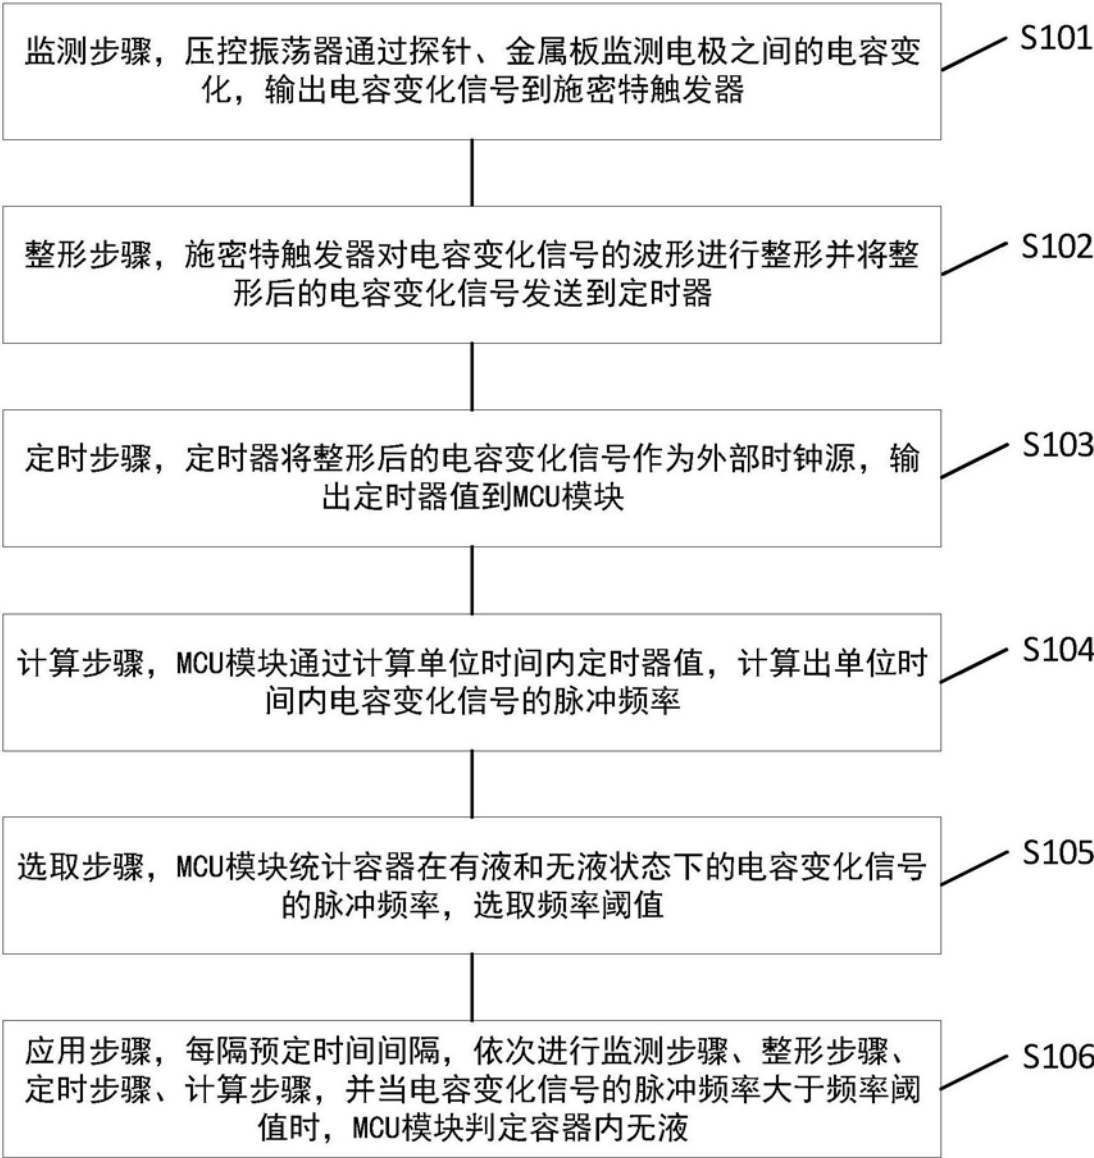 监测步骤，压控振荡器通过探针、金属板监测电极之间的电容变
化，输出电容变化信号到施密特触发器
S101
整形步骤，施密特触发器对电容变化信号的波形进行整形并将整
形后的电容变化信号发送到定时器
S102
定时步骤，定时器将整形后的电容变化信号作为外部时钟源，输
出定时器值到MCU模块
S103
计算步骤，MCU模块通过计算单位时间内定时器值，计算出单位时
间内电容变化信号的脉冲频率
S104
选取步骤，MCU模块统计容器在有液和无液状态下的电容变化信号
的脉冲频率，选取频率阈值
S105
应用步骤，每隔预定时间间隔，依次进行监测步骤、整形步骤、
定时步骤、计算步骤，并当电容变化信号的脉冲频率大于频率阈
值时，MCU模块判定容器内无液
S106